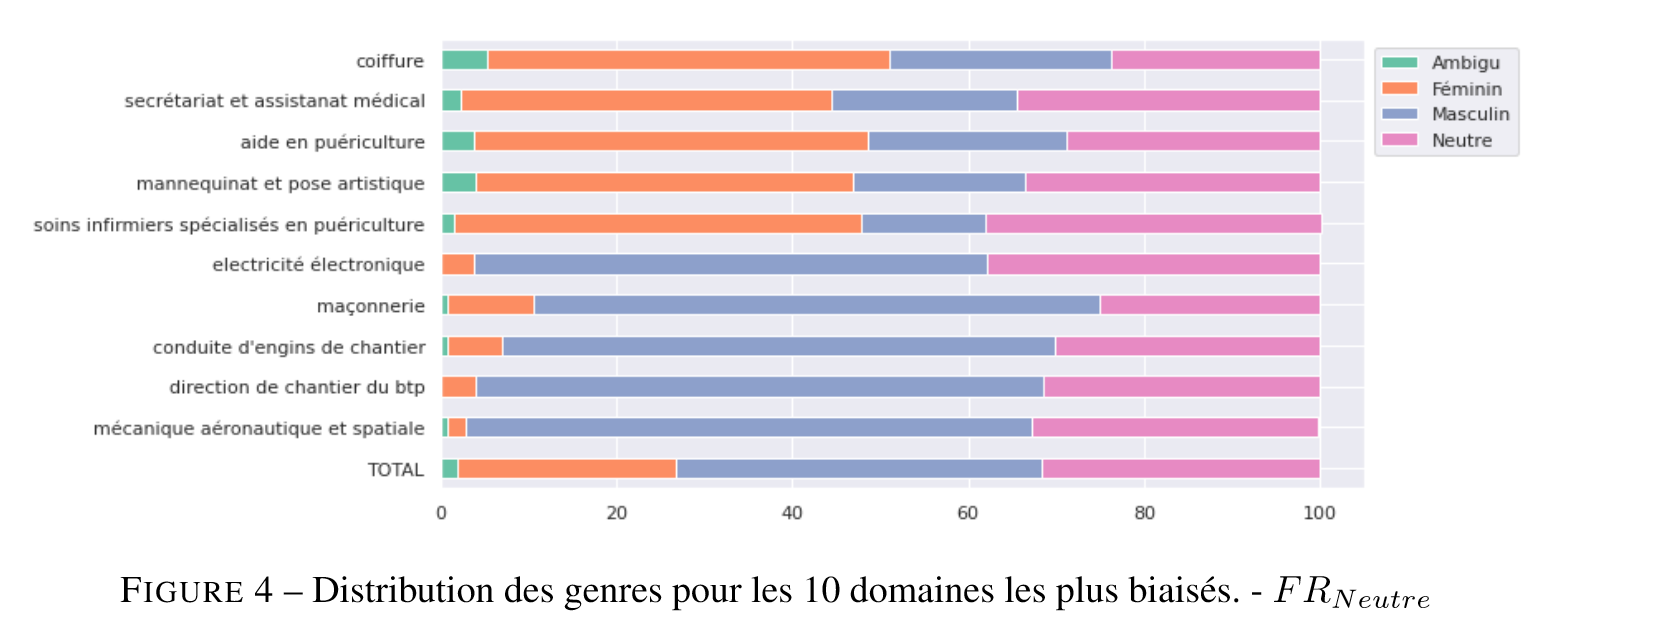 coiffure
secrétariat et assistanat médical
aide en puériculture
mannequinat et pose artistique
soins infirmiers spécialisés en puériculture
electricité électronique
maçonnerie
conduite d'engins de chantier
direction de chantier du btp
mécanique aéronautique et spatiale
TOTAL
0 20 40 60 80 100
Ambigu
Féminin
Masculin
Neutre
FIGURE 4 – Distribution des genres pour les 10 domaines les plus biaisés. - FR_Neutre